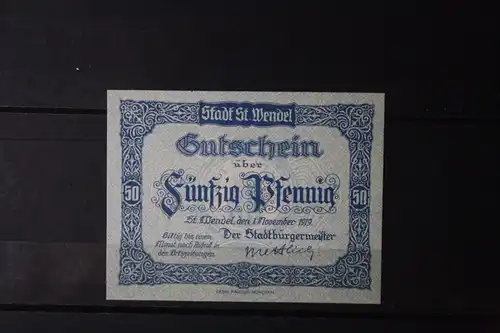 Stadt St. Wendel
Gutschein
über
50
Fünfzig Pfennig
50
St. Wendel, den 1. November 1919.
Gültig bis einen
Monat nach Aufruf in
den Ortszeitungen.
Der Stadtbürgermeister